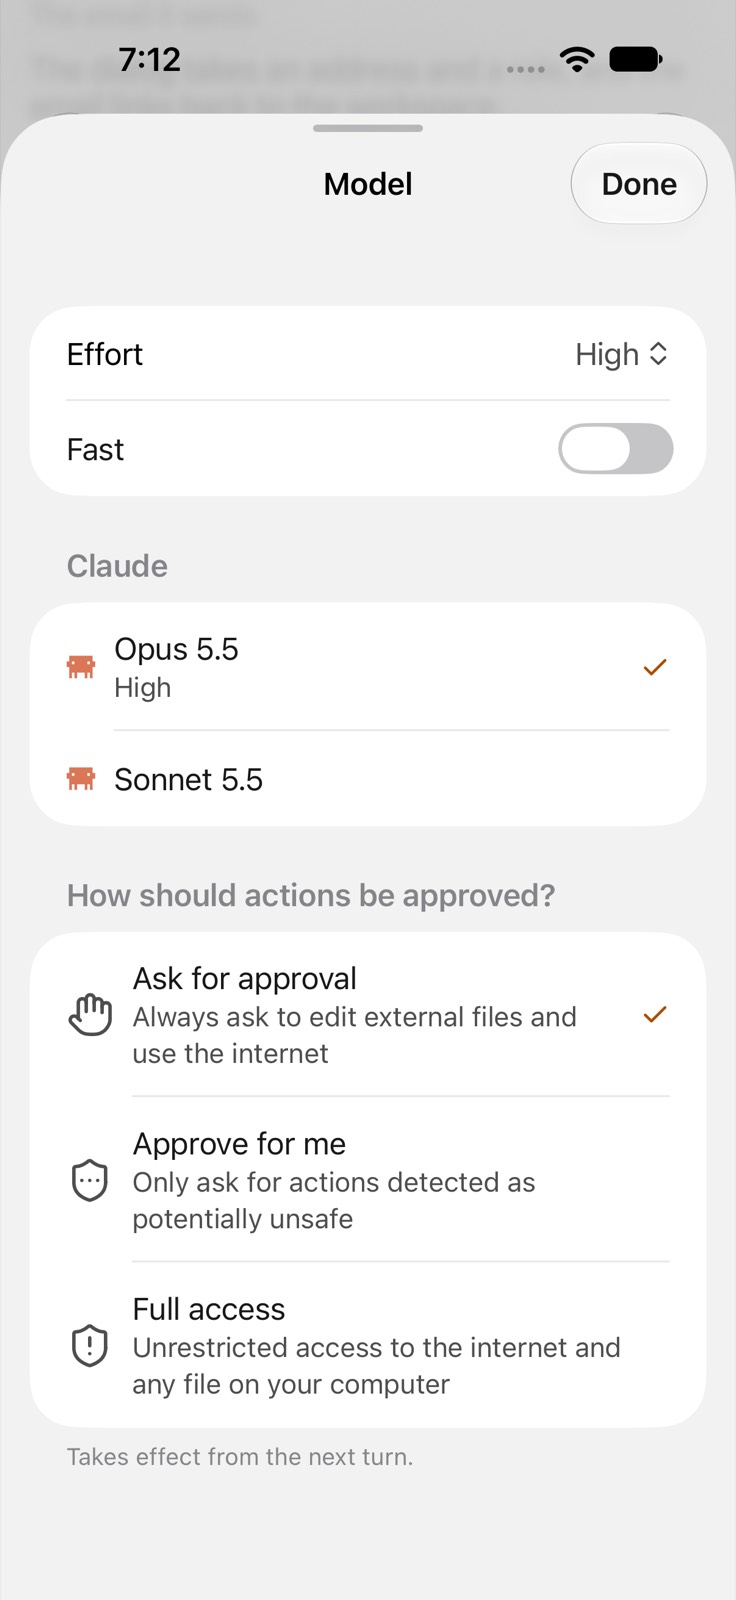 7:12
Model
Done
Effort
High
Fast
Claude
Opus 5.5
High
Sonnet 5.5
How should actions be approved?
Ask for approval
Always ask to edit external files and
use the internet
Approve for me
Only ask for actions detected as
potentially unsafe
Full access
Unrestricted access to the internet and
any file on your computer
Takes effect from the next turn.